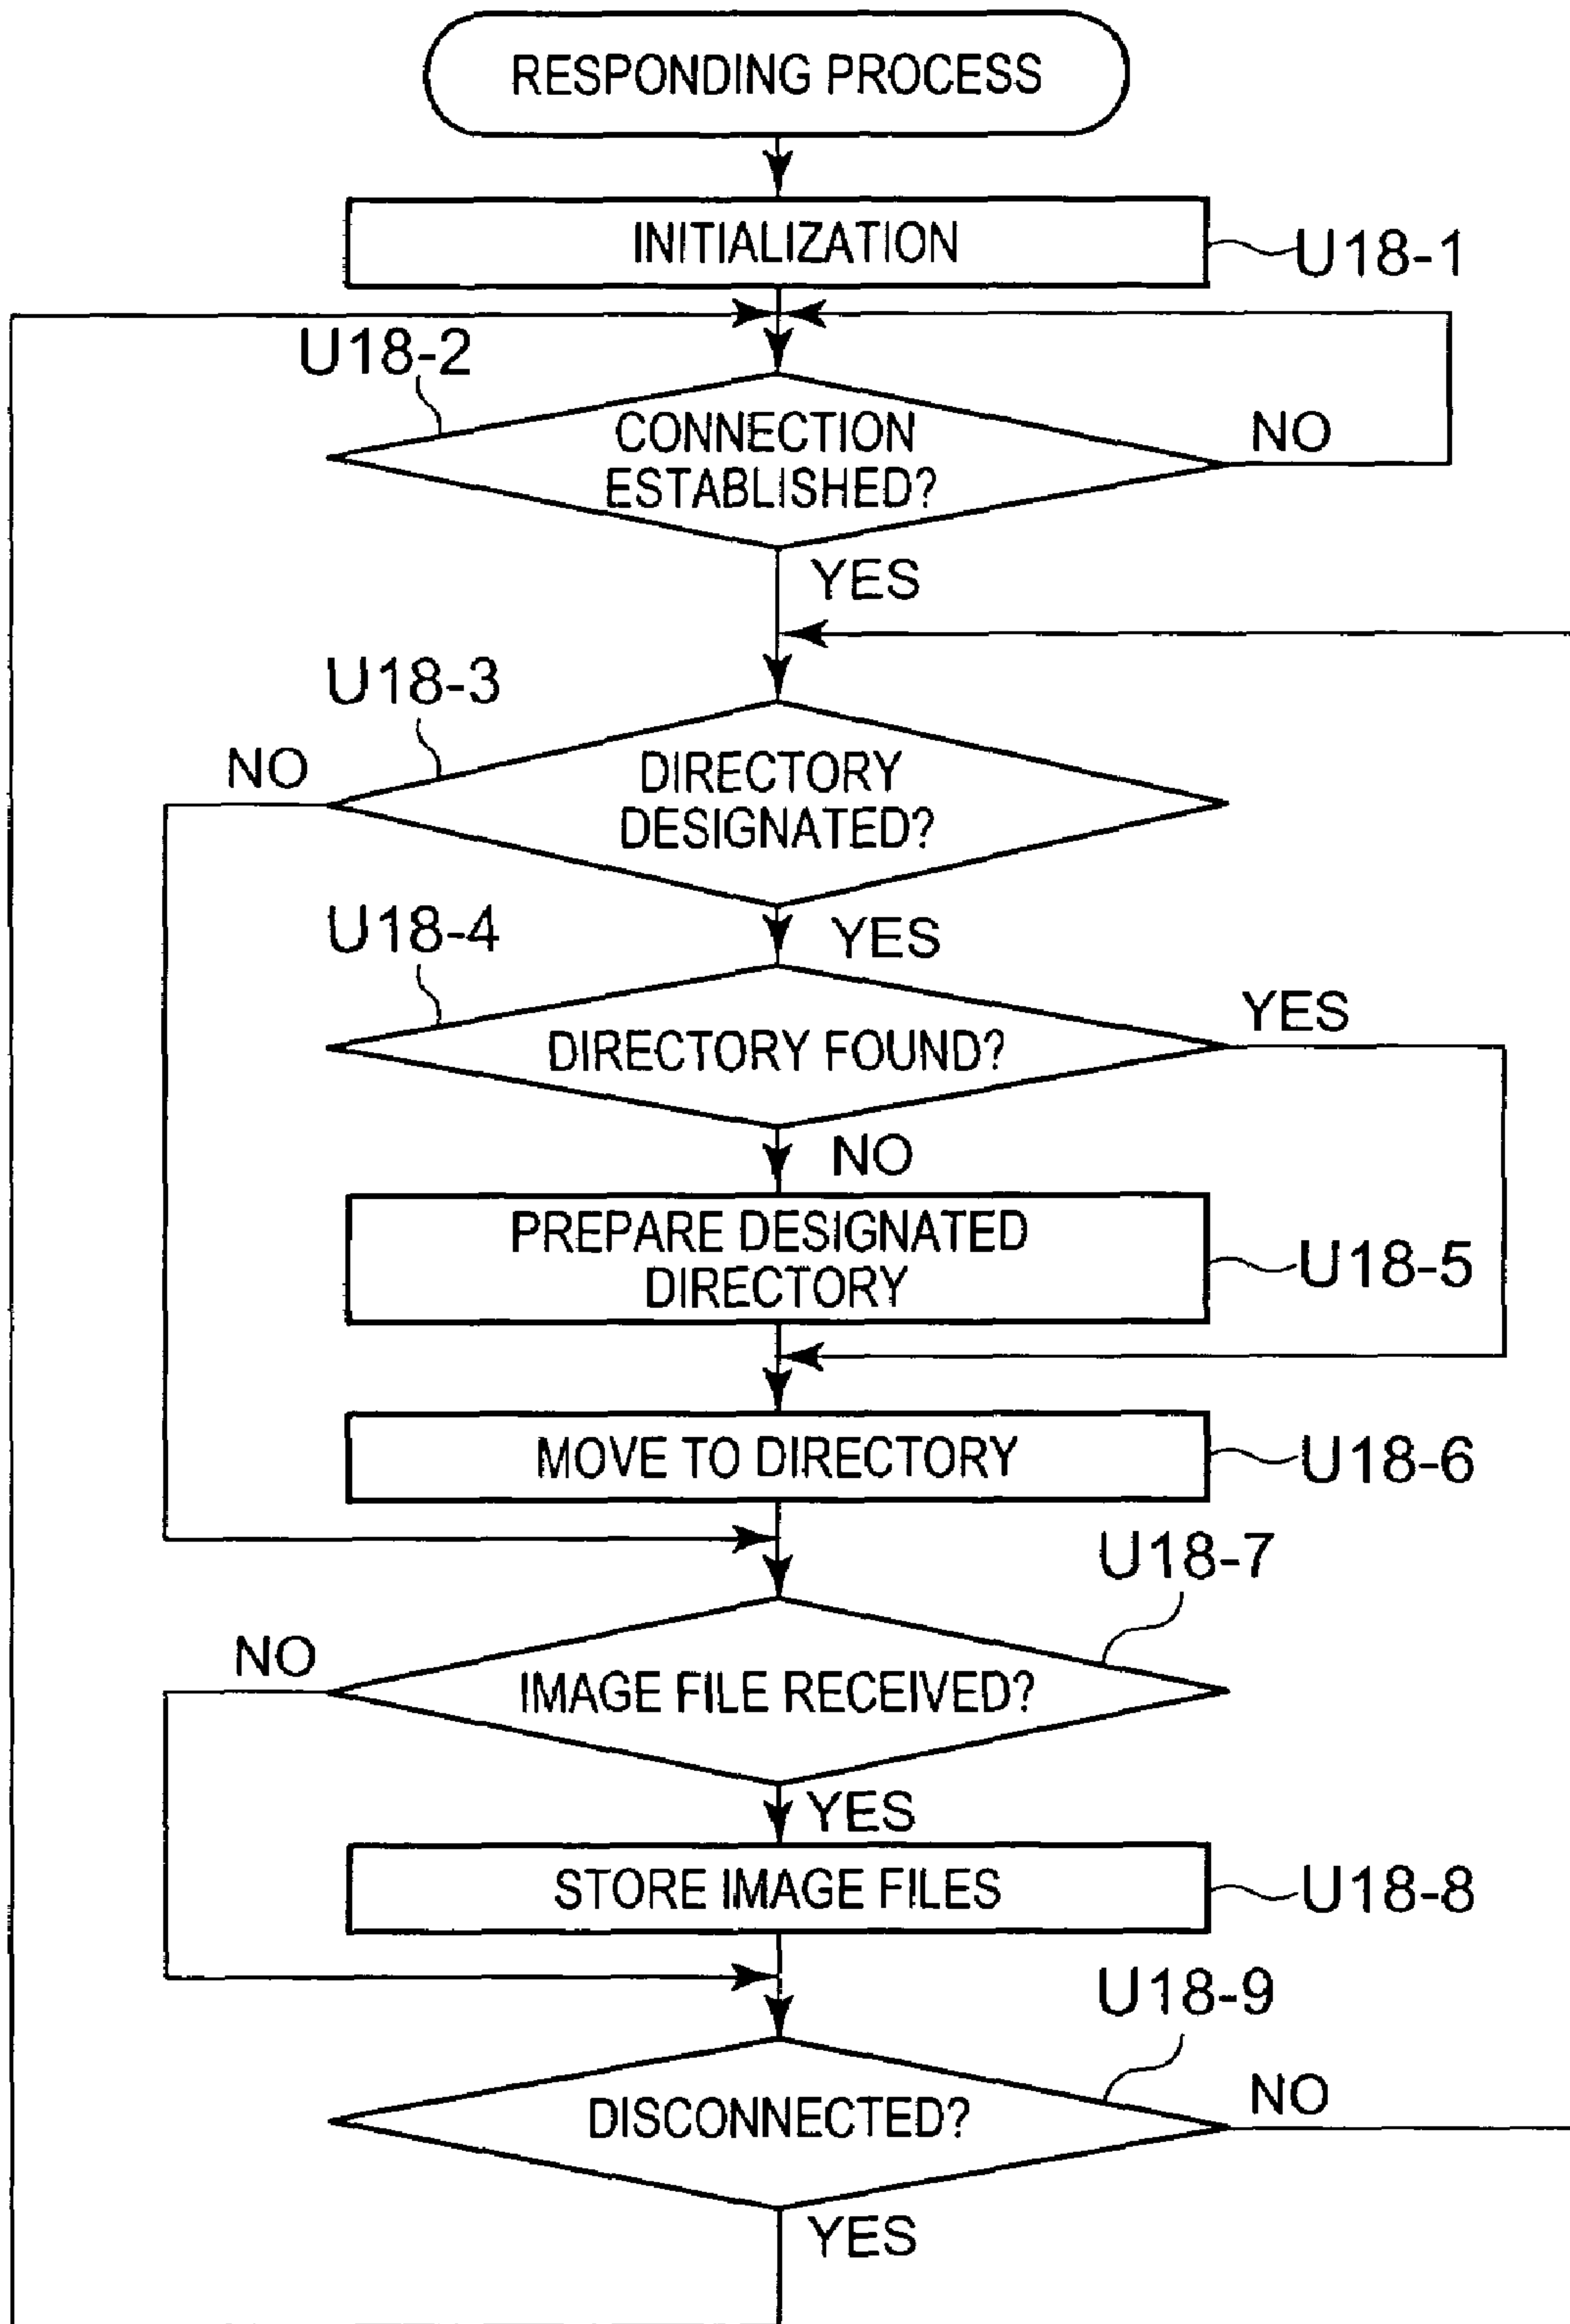 RESPONDING PROCESS
INITIALIZATION
U18-1
U18-2
CONNECTION
ESTABLISHED?
NO
YES
U18-3
NO
DIRECTORY
DESIGNATED?
YES
U18-4
DIRECTORY FOUND?
YES
NO
PREPARE DESIGNATED
DIRECTORY
U18-5
MOVE TO DIRECTORY
U18-6
U18-7
NO
IMAGE FILE RECEIVED?
YES
STORE IMAGE FILES
U18-8
U18-9
DISCONNECTED?
NO
YES